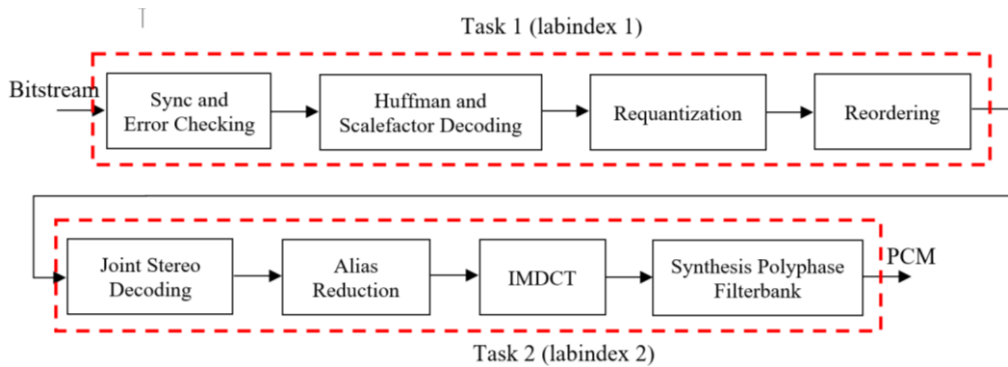 Task 1 (labindex 1)
Bitstream
Sync and
Error Checking
Huffman and
Scalefactor Decoding
Requantization
Reordering
Joint Stereo
Decoding
Alias
Reduction
IMDCT
Synthesis Polyphase
Filterbank
PCM
Task 2 (labindex 2)